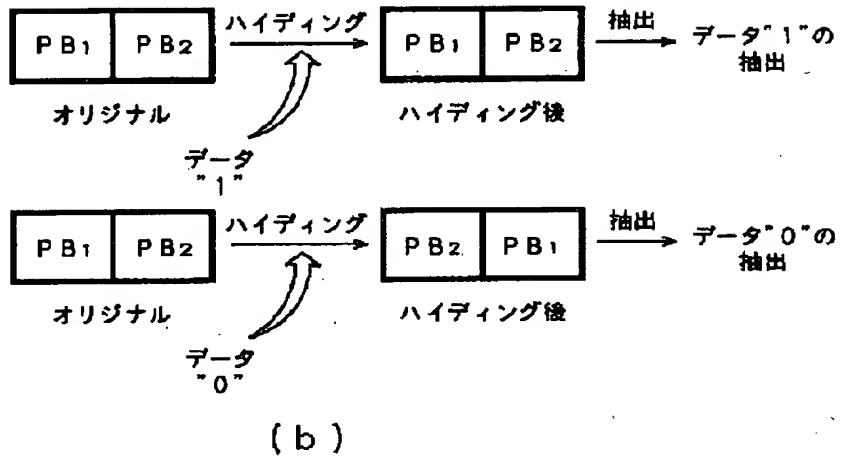 PB1 PB2 ハイディング PB1 PB2 抽出 データ"1"の
抽出
オリジナル ハイディング後
データ
"1"
PB1 PB2 ハイディング PB2 PB1 抽出 データ"0"の
抽出
オリジナル ハイディング後
データ
"0"
(b)